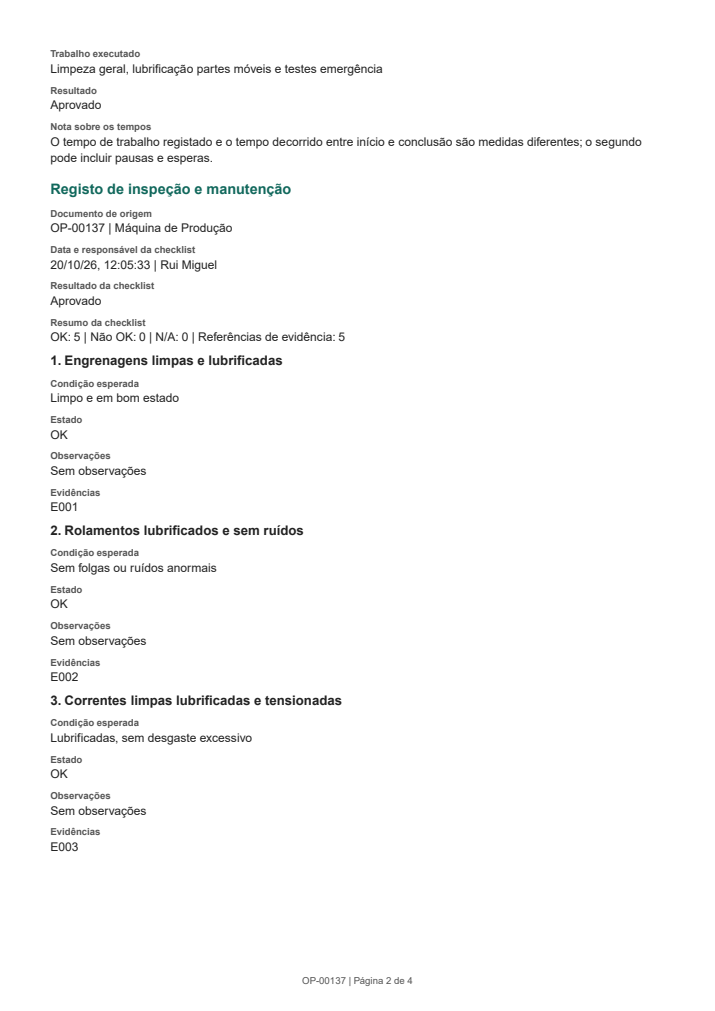 Trabalho executado
Limpeza geral, lubrificação partes móveis e testes emergência
Resultado
Aprovado
Nota sobre os tempos
O tempo de trabalho registado e o tempo decorrido entre início e conclusão são medidas diferentes; o segundo
pode incluir pausas e esperas.
Registo de inspeção e manutenção
Documento de origem
OP-00137 | Máquina de Produção
Data e responsável da checklist
20/10/26, 12:05:33 | Rui Miguel
Resultado da checklist
Aprovado
Resumo da checklist
OK: 5 | Não OK: 0 | N/A: 0 | Referências de evidência: 5
1. Engrenagens limpas e lubrificadas
Condição esperada
Limpo e em bom estado
Estado
OK
Observações
Sem observações
Evidências
E001
2. Rolamentos lubrificados e sem ruídos
Condição esperada
Sem folgas ou ruídos anormais
Estado
OK
Observações
Sem observações
Evidências
E002
3. Correntes limpas lubrificadas e tensionadas
Condição esperada
Lubrificadas, sem desgaste excessivo
Estado
OK
Observações
Sem observações
Evidências
E003
OP-00137 | Página 2 de 4